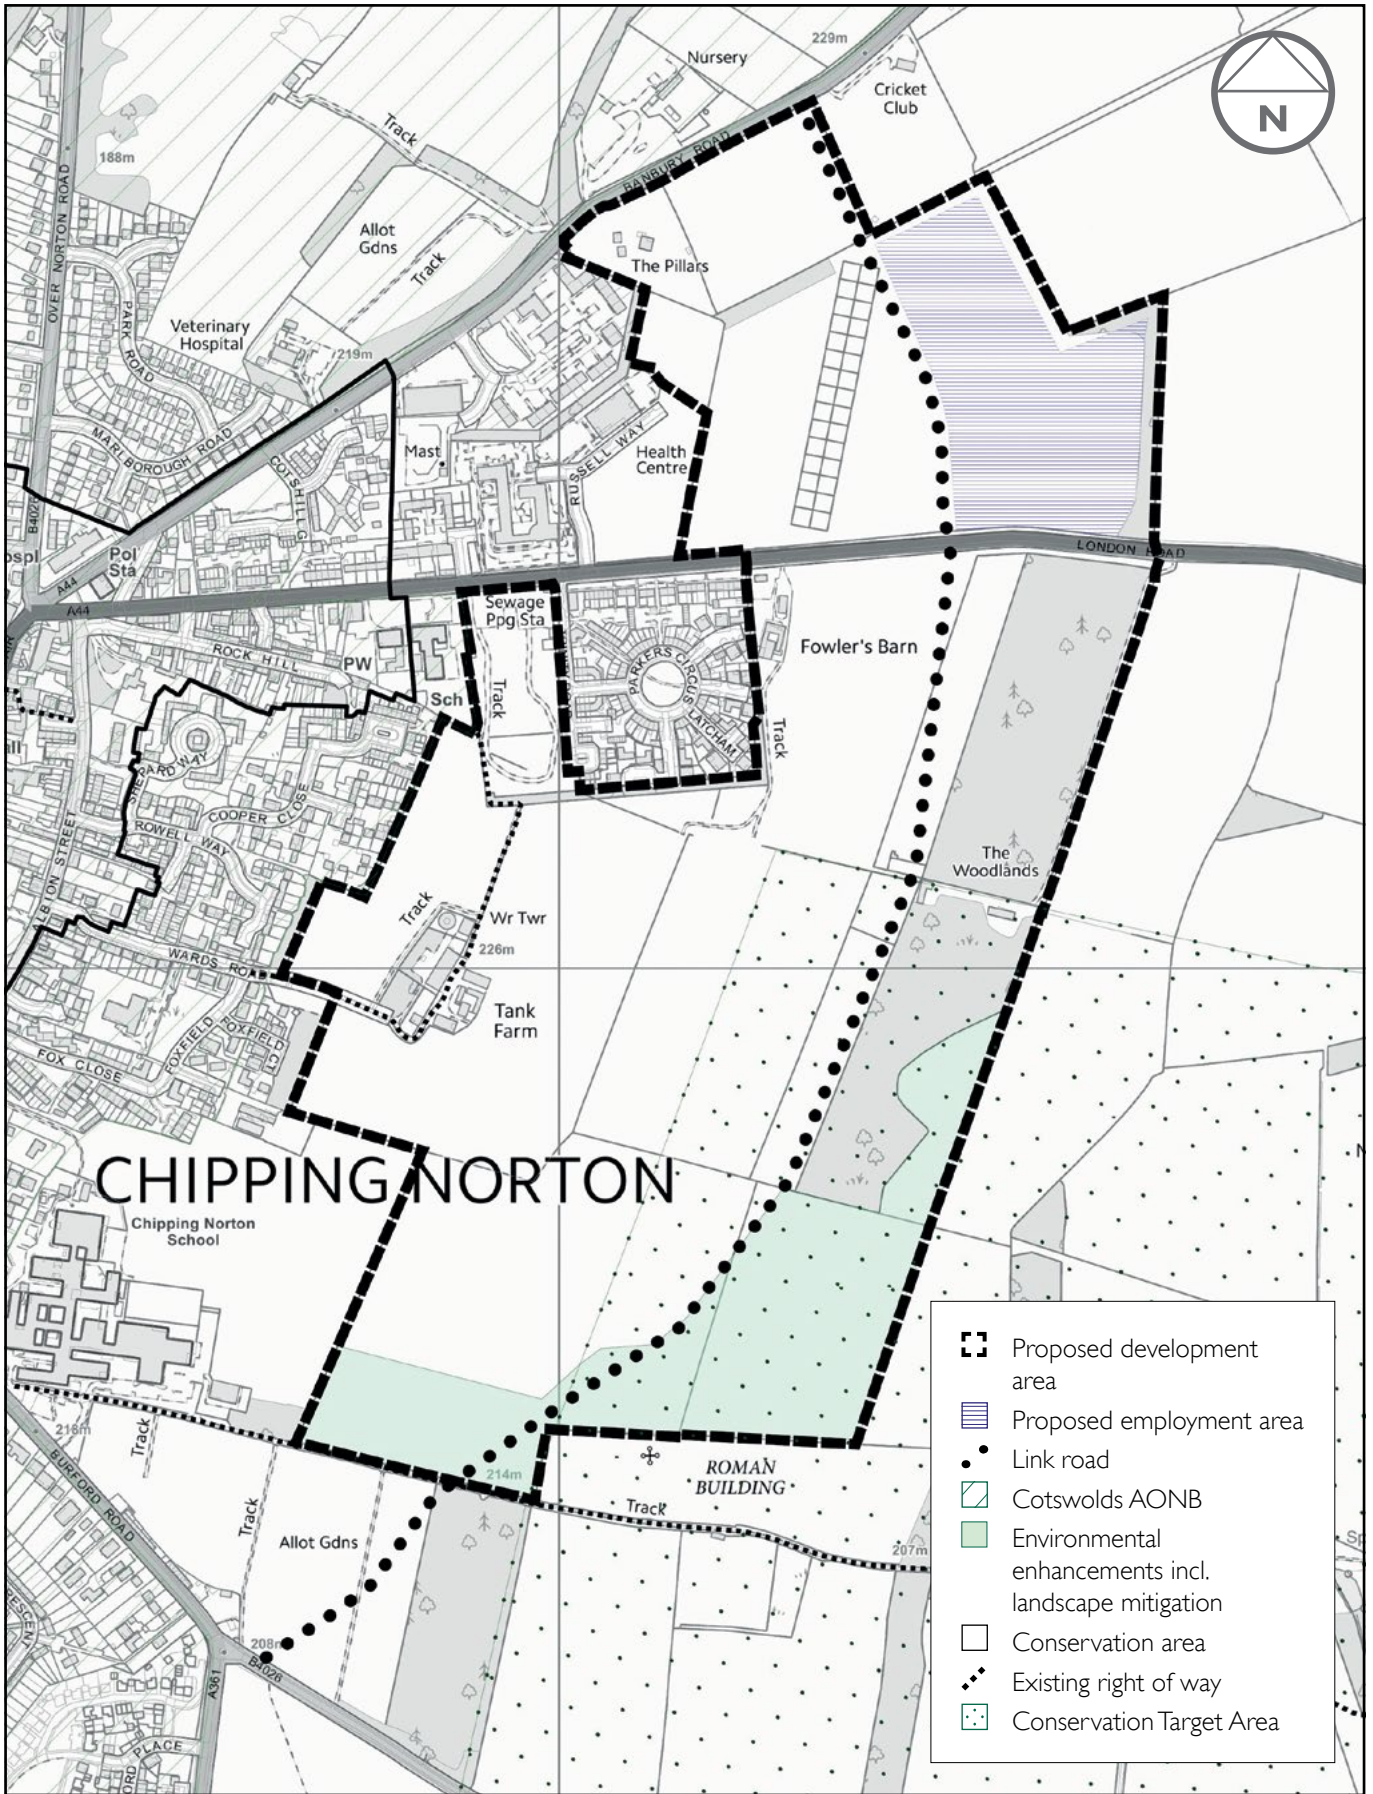 229m
Nursery
Cricket
Club
N
Track
188m
BANBURY ROAD
OVER NORTON ROAD
Allot
Gdns
Track
The Pillars
PARK ROAD
Veterinary
Hospital
219m
MARLBOROUGH ROAD
COTSHILL G
Mast
RUSSELL WAY
Health
Centre
B4026
Pol
Sta
A44
A44
LONDON ROAD
Sewage
Ppg Sta
ROCK HILL
PW
Fowler's Barn
PARKERS CIRCUS
Sch
Track
LATCHAM
Track
SHEPARD WAY
COOPER CLOSE
ROWELL WAY
ALBION STREET
The
Woodlands
Track
Wr Twr
226m
WARDS ROAD
Tank
Farm
FOXFIELD
FOXFIELD CT
FOX CLOSE
CHIPPING NORTON
Chipping Norton
School
218m
Track
BURFORD ROAD
214m
ROMAN
BUILDING
Track
Track
Allot Gdns
207m
208m
B4026
A361
PLACE
Proposed development
area
Proposed employment area
Link road
Cotswolds AONB
Environmental
enhancements incl.
landscape mitigation
Conservation area
Existing right of way
Conservation Target Area